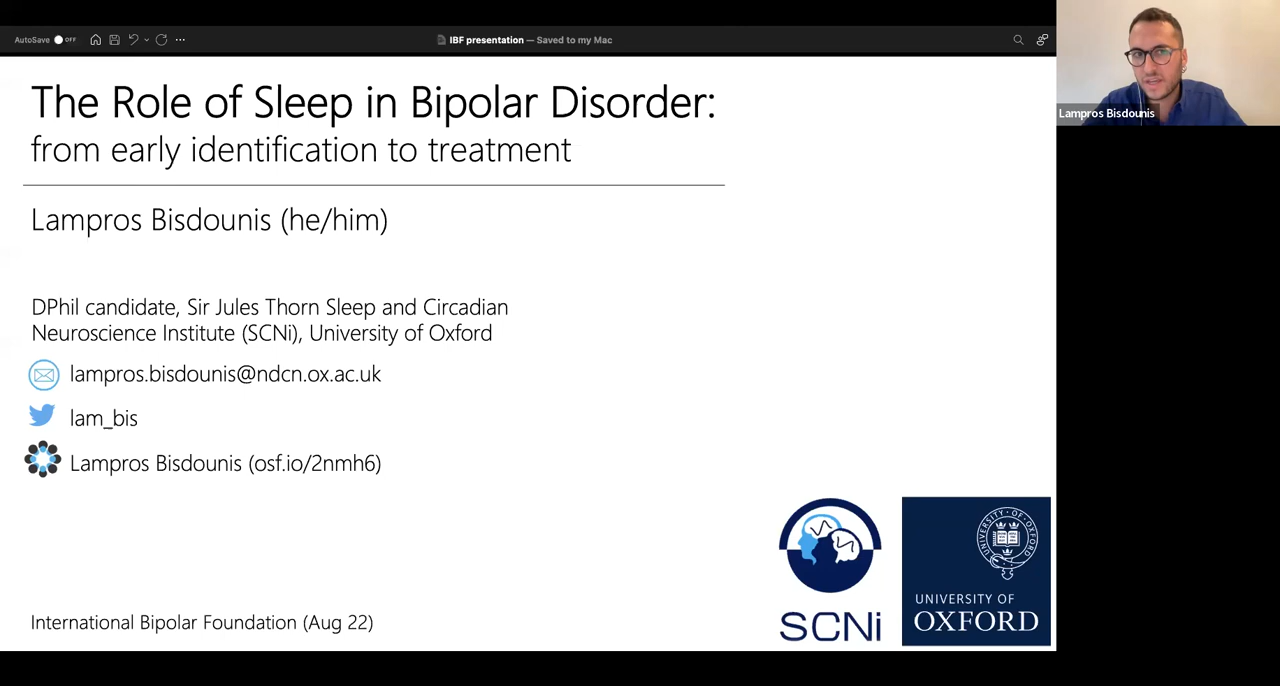 AutoSave OFF
IBF presentation — Saved to my Mac
The Role of Sleep in Bipolar Disorder:
from early identification to treatment
Lampros Bisdounis (he/him)
DPhil candidate, Sir Jules Thorn Sleep and Circadian
Neuroscience Institute (SCNi), University of Oxford
lampros.bisdounis@ndcn.ox.ac.uk
lam_bis
Lampros Bisdounis (osf.io/2nmh6)
International Bipolar Foundation (Aug 22)
SCNi
UNIVERSITY·OF·OXFORD
UNIVERSITY OF
OXFORD
Lampros Bisdounis